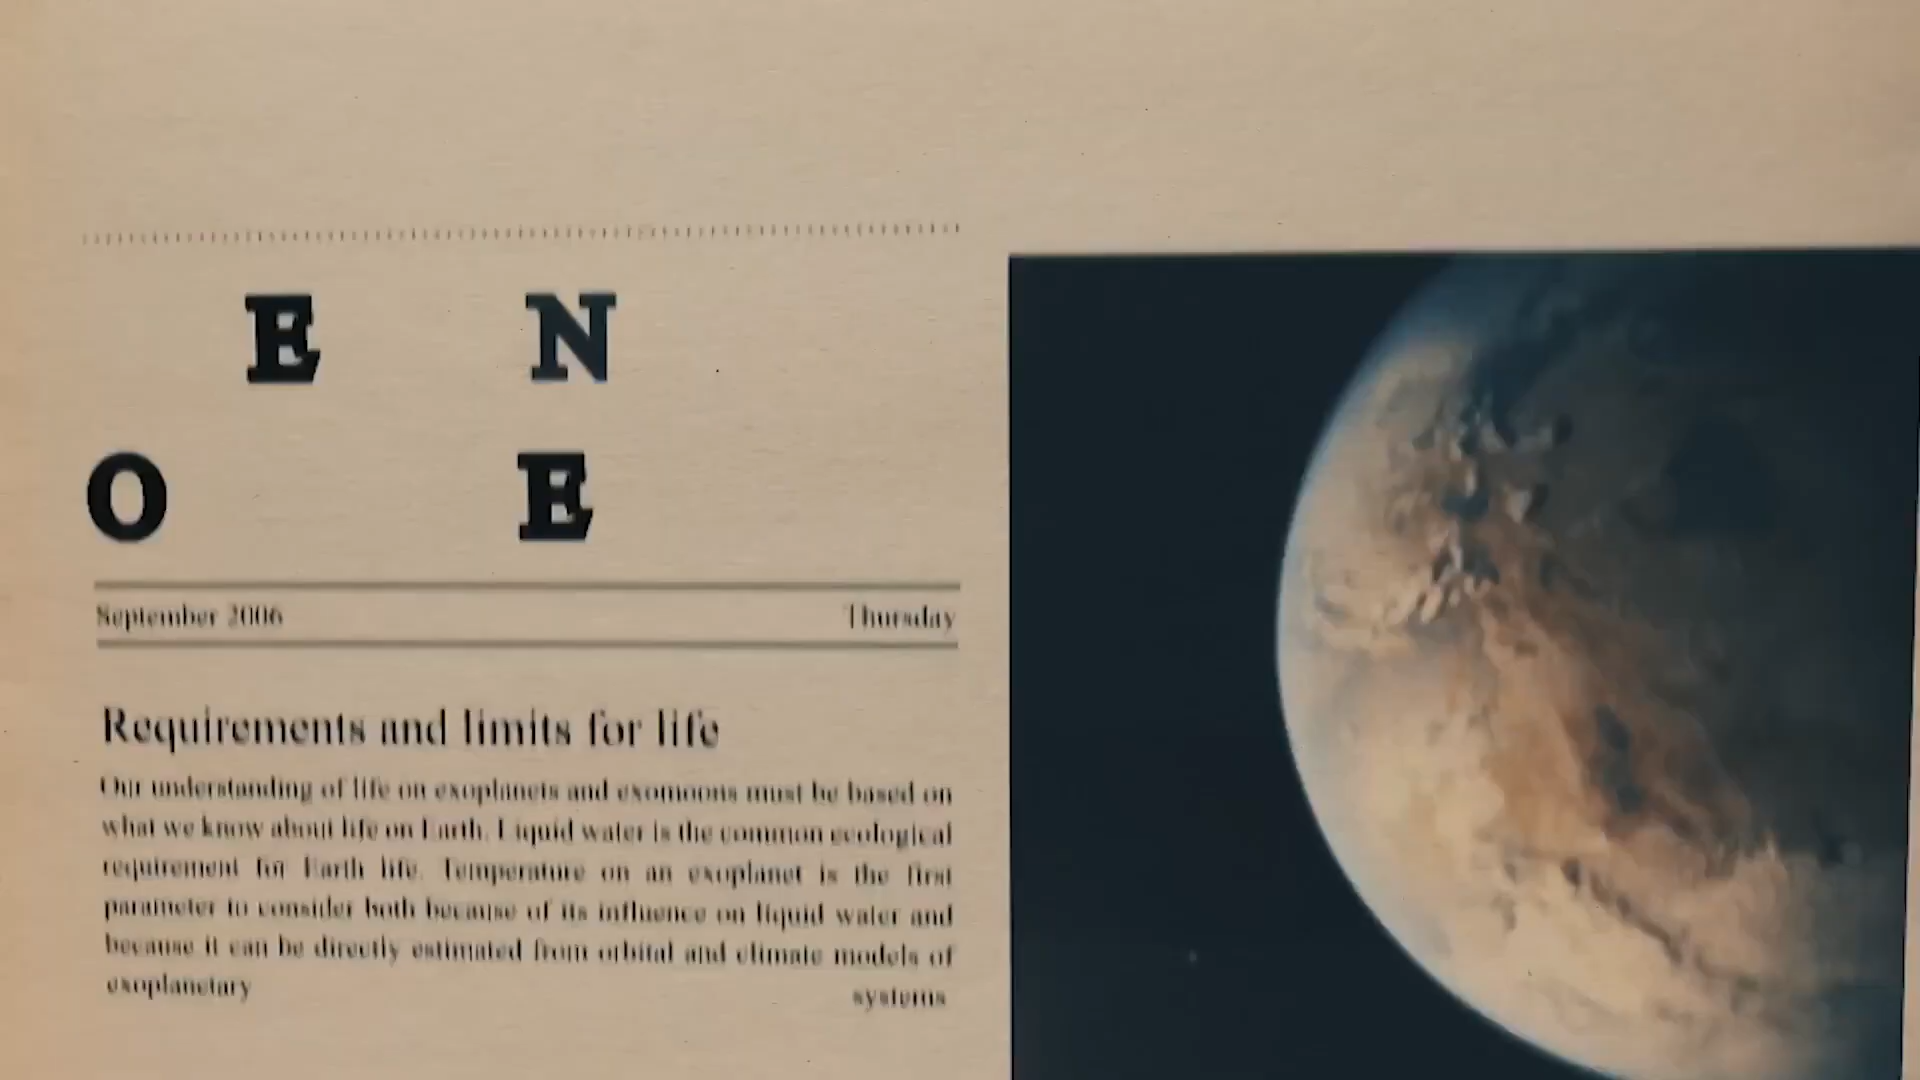 E N
O E
September 2006 Thursday
Requirements and limits for life
Our understanding of life on exoplanets and exomoons must be based on
what we know about life on Earth. Liquid water is the common ecological
requirement for Earth life. Temperature on an exoplanet is the first
parameter to consider both because of its influence on liquid water and
because it can be directly estimated from orbital and climate models of
exoplanetary systems